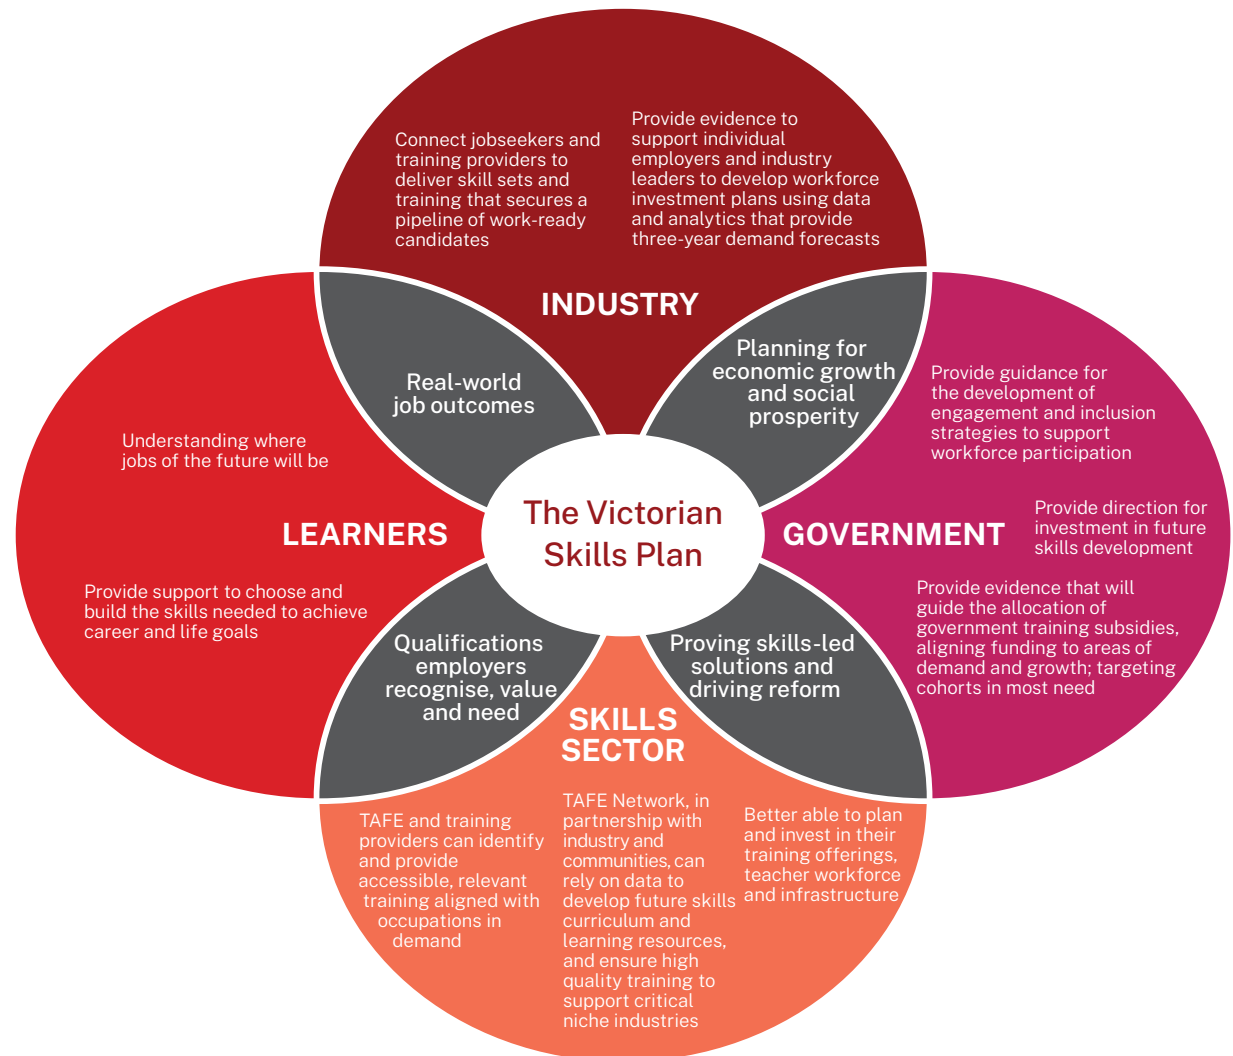 Connect jobseekers and
training providers to
deliver skill sets and
training that secures a
pipeline of work-ready
candidates
Provide evidence to
support individual
employers and industry
leaders to develop workforce
investment plans using data
and analytics that provide
three-year demand forecasts
INDUSTRY
Real-world
job outcomes
Planning for
economic growth
and social
prosperity
Understanding where
jobs of the future will be
LEARNERS
Provide support to choose and
build the skills needed to achieve
career and life goals
The Victorian
Skills Plan
Provide guidance for
the development of
engagement and inclusion
strategies to support
workforce participation
GOVERNMENT
Provide direction for
investment in future
skills development
Provide evidence that will
guide the allocation of
government training subsidies,
aligning funding to areas of
demand and growth; targeting
cohorts in most need
Qualifications
employers
recognise, value
and need
Proving skills-led
solutions and
driving reform
SKILLS
SECTOR
TAFE and training
providers can identify
and provide
accessible, relevant
training aligned with
occupations in
demand
TAFE Network, in
partnership with
industry and
communities, can
rely on data to
develop future skills
curriculum and
learning resources,
and ensure high
quality training to
support critical
niche industries
Better able to plan
and invest in their
training offerings,
teacher workforce
and infrastructure